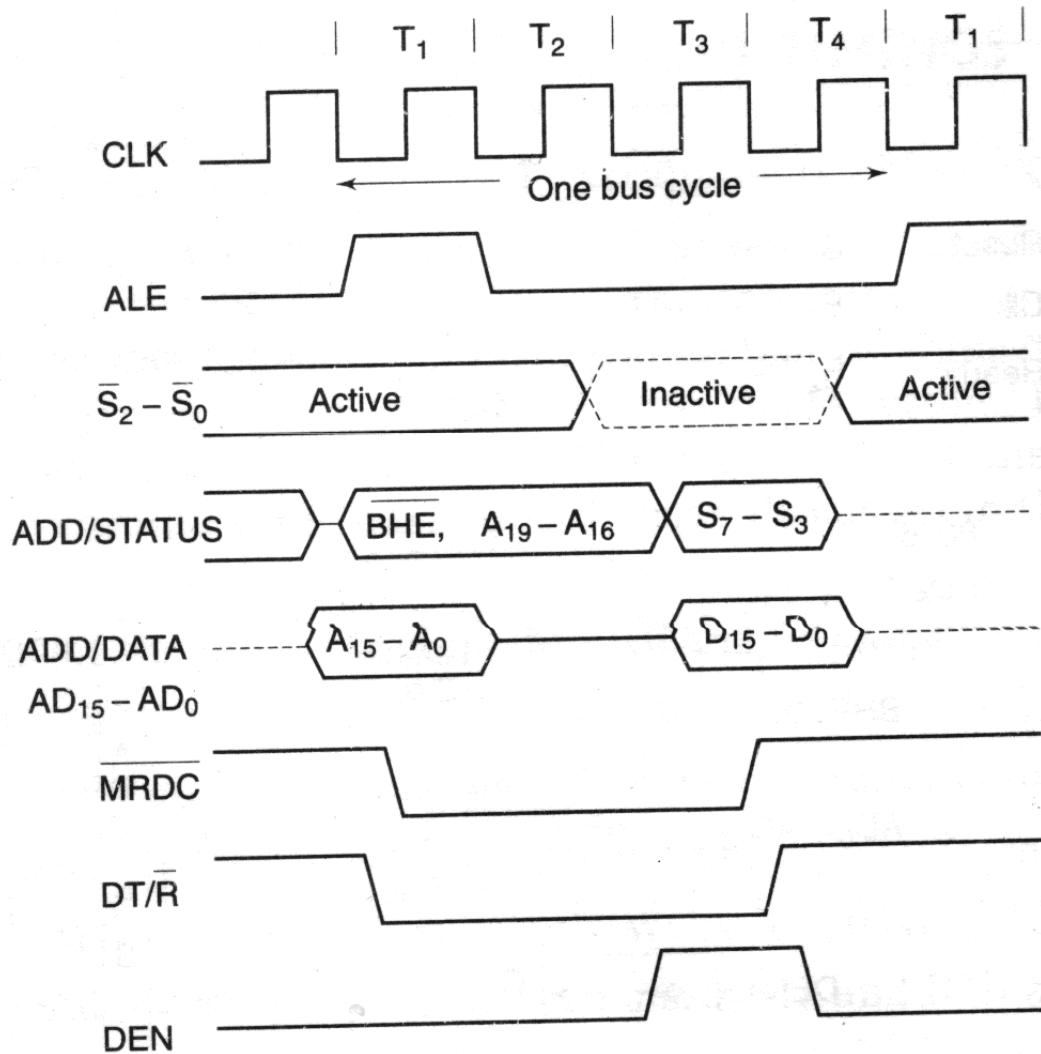 T₁ T₂ T₃ T₄ T₁
CLK
One bus cycle
ALE
S̅₂ – S̅₀ Active Inactive Active
ADD/STATUS B̅H̅E̅, A₁₉ – A₁₆ S₇ – S₃
ADD/DATA A₁₅ – A₀ D₁₅ – D₀
AD₁₅ – AD₀
M̅R̅D̅C̅
DT/R̅
DEN